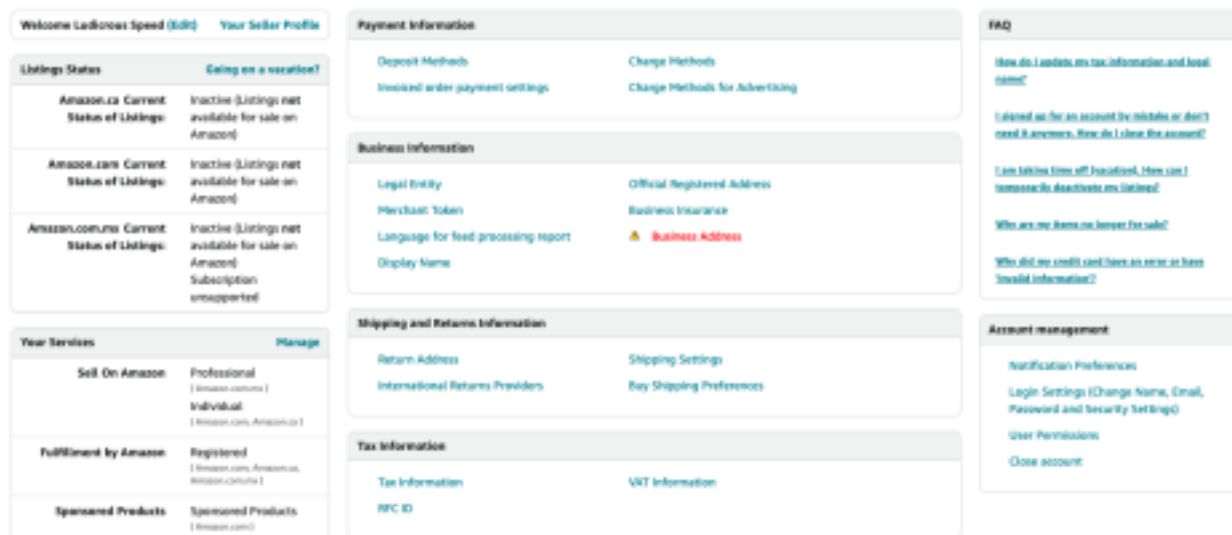 Welcome Ladicrous Speed (Edit) Your Seller Profile
Listings Status Going on a vacation?
Amazon.ca Current Status of Listings:
Inactive (Listings not available for sale on Amazon)
Amazon.com Current Status of Listings:
Inactive (Listings not available for sale on Amazon)
Amazon.com.mx Current Status of Listings:
Inactive (Listings not available for sale on Amazon)
Subscription unsupported
Your Services Manage
Sell On Amazon
Professional
[ Amazon.com.mx ]
Individual
[ Amazon.com, Amazon.ca ]
Fulfillment by Amazon
Registered
[ Amazon.com, Amazon.ca, Amazon.com.mx ]
Sponsored Products
Sponsored Products
[ Amazon.com ]
Payment Information
Deposit Methods
Charge Methods
Invoiced order payment settings
Charge Methods for Advertising
Business Information
Legal Entity
Official Registered Address
Merchant Token
Business Insurance
Language for feed processing report
Business Address
Display Name
Shipping and Returns Information
Return Address
Shipping Settings
International Returns Providers
Buy Shipping Preferences
Tax Information
Tax Information
VAT Information
RFC ID
FAQ
How do I update my tax information and legal name?
I signed up for an account by mistake or don't need it anymore. How do I close the account?
I am taking time off (vacation). How can I temporarily deactivate my listings?
Why are my items no longer for sale?
Why did my credit card have an error or have 'Invalid Information'?
Account management
Notification Preferences
Login Settings (Change Name, Email, Password and Security Settings)
User Permissions
Close account